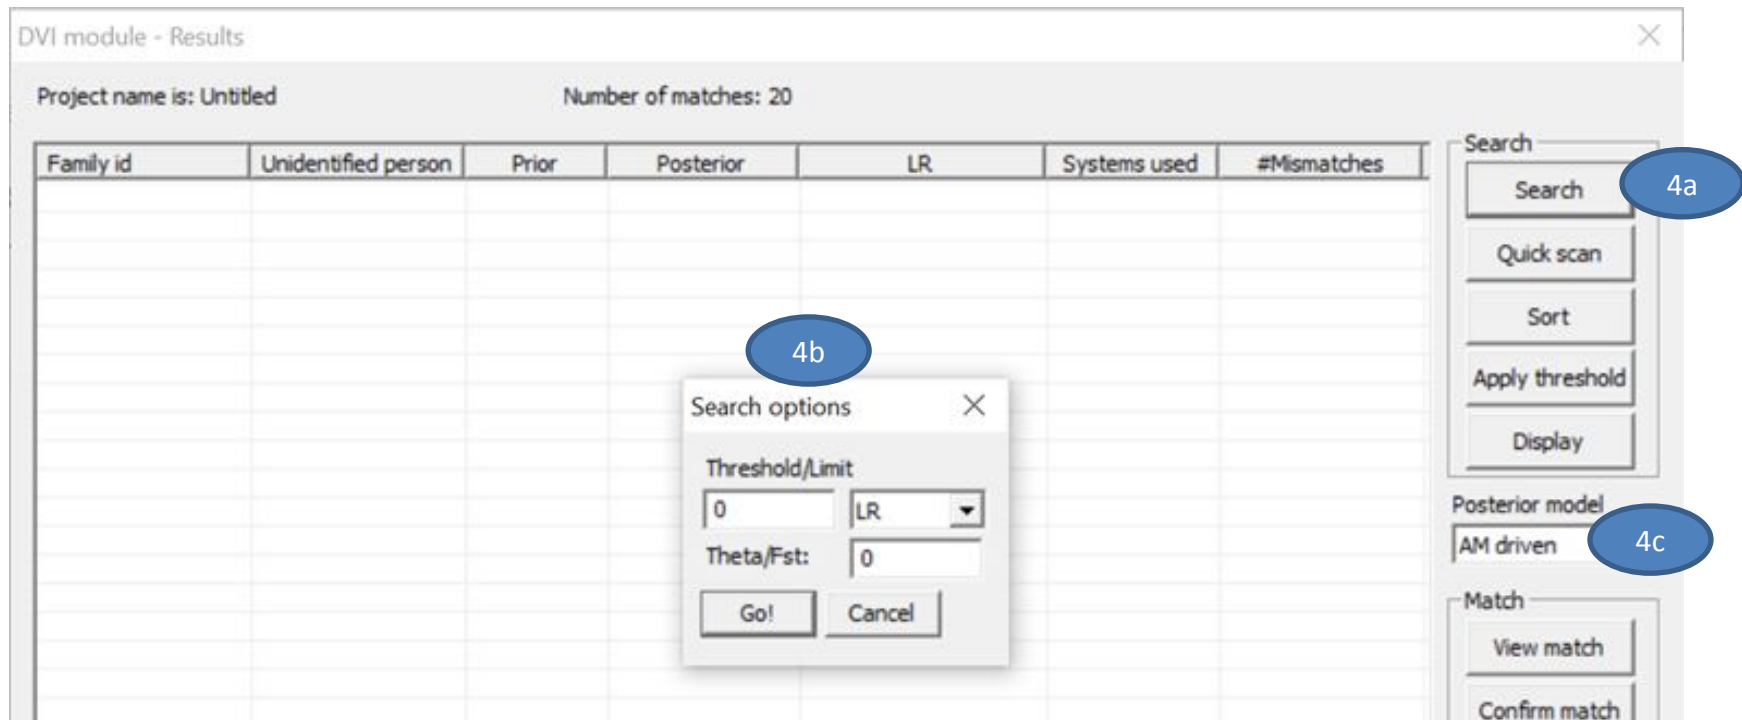 DVI module - Results
Project name is: Untitled
Number of matches: 20
Family id Unidentified person Prior Posterior LR Systems used #Mismatches
Search
Search
4a
Quick scan
Sort
Apply threshold
Display
4b
Search options
Threshold/Limit
0 LR
Theta/Fst: 0
Go! Cancel
Posterior model
AM driven
4c
Match
View match
Confirm match